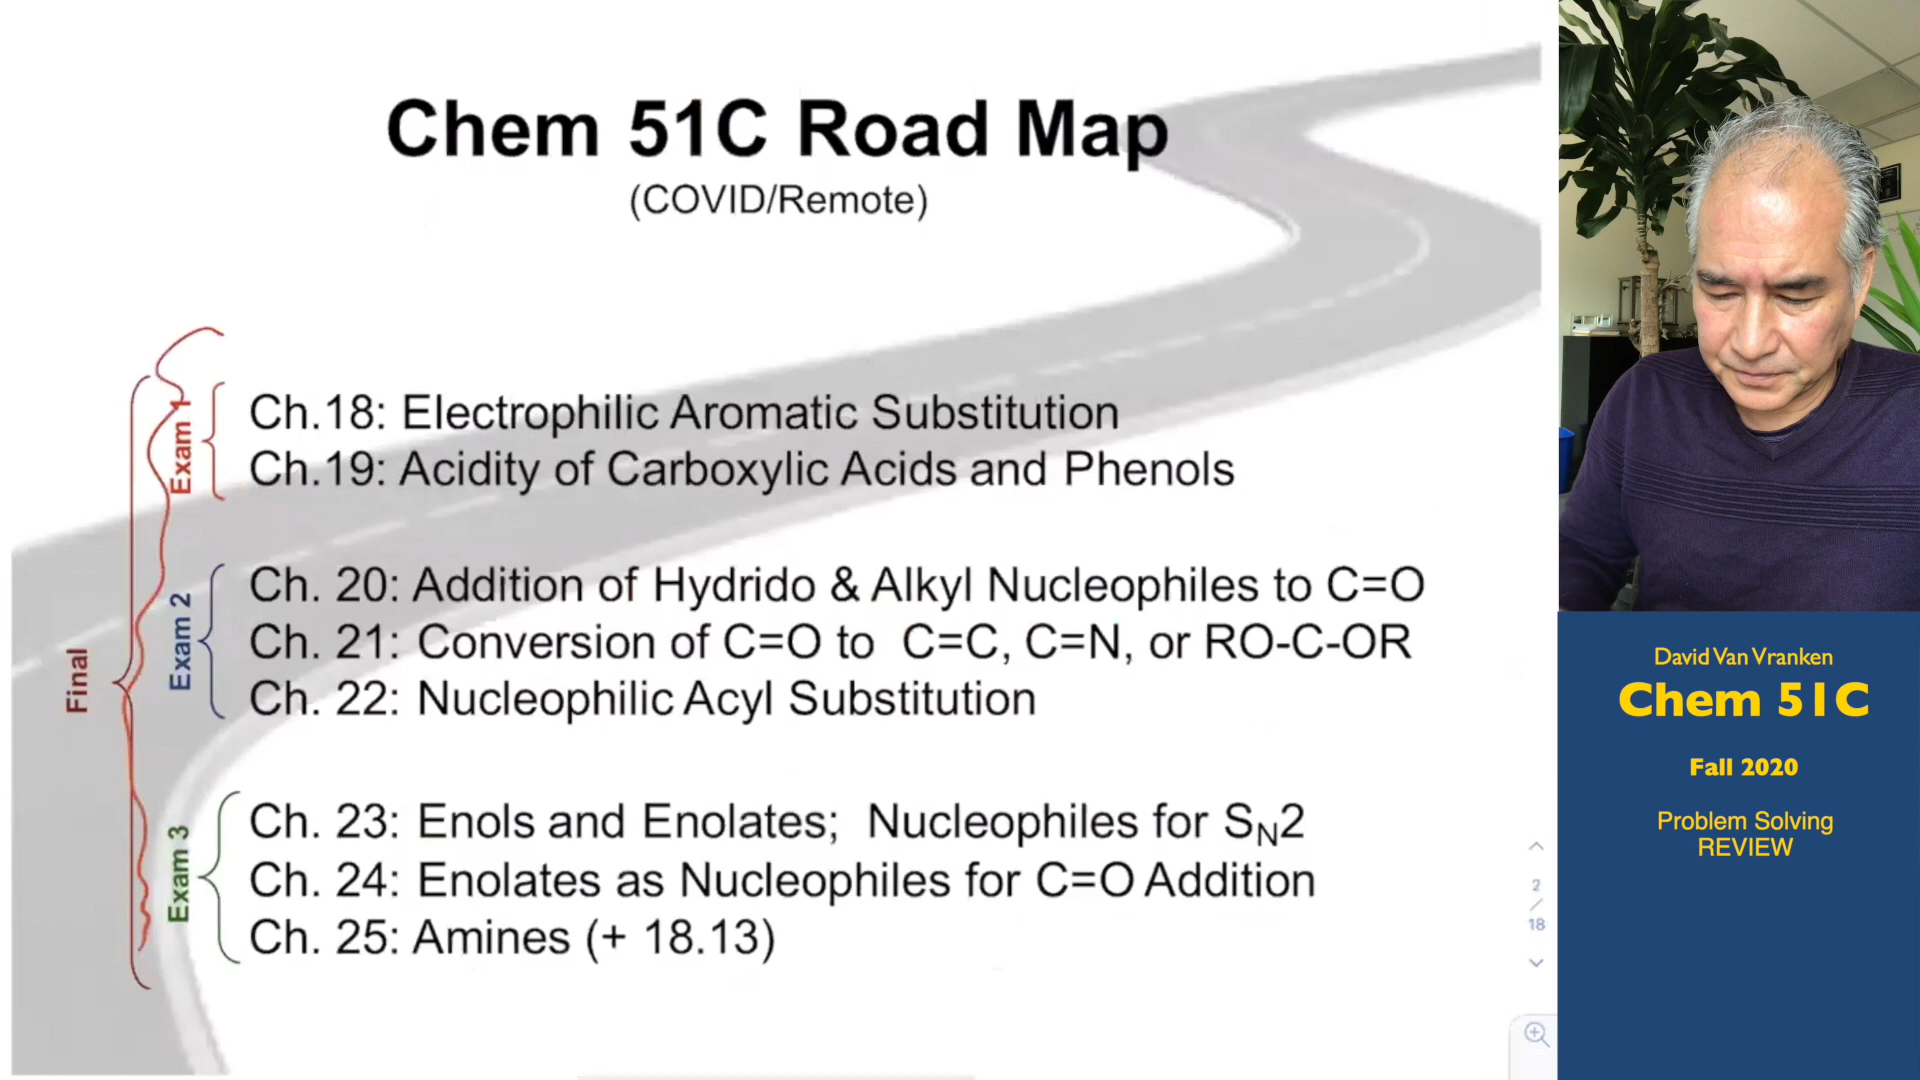 Chem 51C Road Map
(COVID/Remote)
Final
Exam 1
Ch.18: Electrophilic Aromatic Substitution
Ch.19: Acidity of Carboxylic Acids and Phenols
Exam 2
Ch. 20: Addition of Hydrido & Alkyl Nucleophiles to C=O
Ch. 21: Conversion of C=O to C=C, C=N, or RO-C-OR
Ch. 22: Nucleophilic Acyl Substitution
Exam 3
Ch. 23: Enols and Enolates; Nucleophiles for SN2
Ch. 24: Enolates as Nucleophiles for C=O Addition
Ch. 25: Amines (+ 18.13)
2
/
18
David Van Vranken
Chem 51C
Fall 2020
Problem Solving
REVIEW